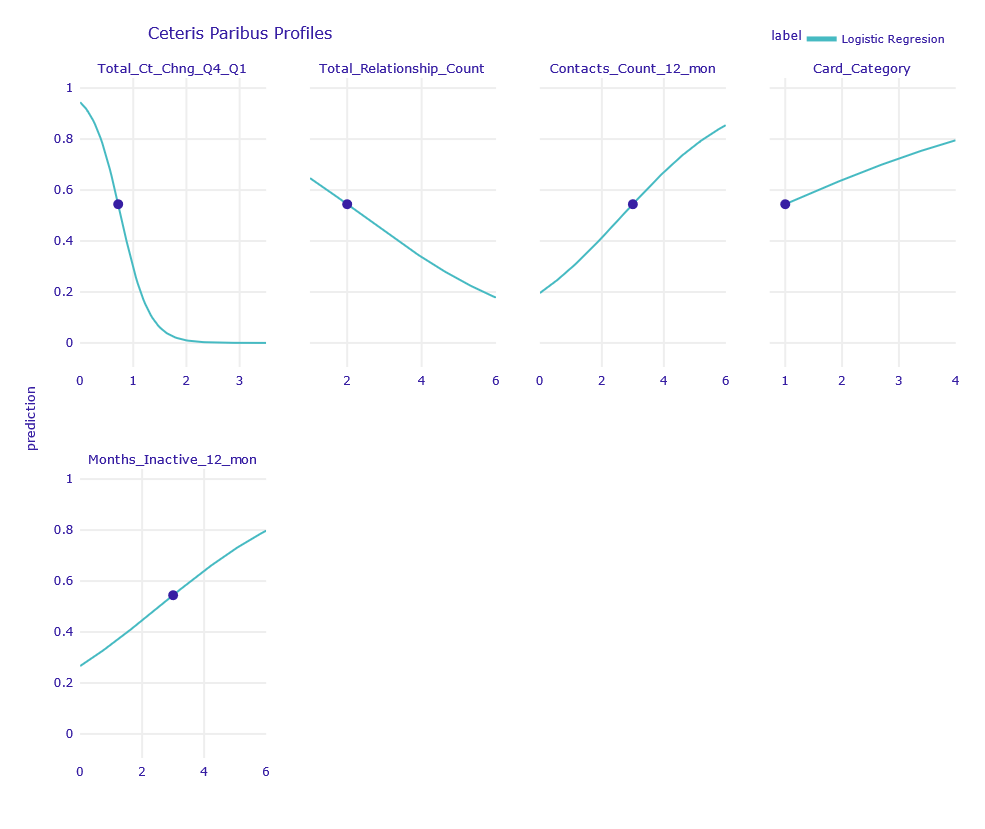 Ceteris Paribus Profiles
label Logistic Regresion
Total_Ct_Chng_Q4_Q1 Total_Relationship_Count Contacts_Count_12_mon Card_Category
1
0.8
0.6
0.4
0.2
0
0 1 2 3 2 4 6 0 2 4 6 1 2 3 4
prediction
Months_Inactive_12_mon
1
0.8
0.6
0.4
0.2
0
0 2 4 6